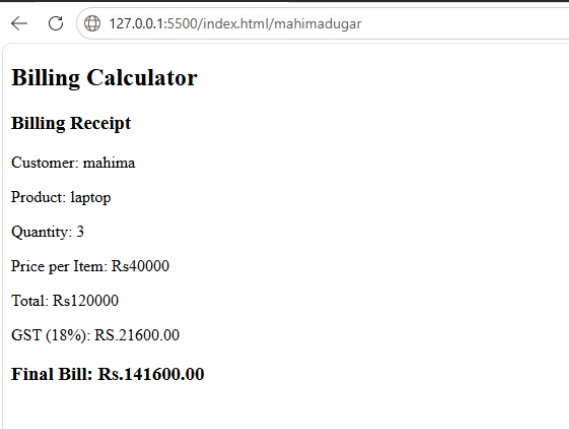 127.0.0.1:5500/index.html/mahimadugar
Billing Calculator
Billing Receipt
Customer: mahima
Product: laptop
Quantity: 3
Price per Item: Rs40000
Total: Rs120000
GST (18%): RS.21600.00
Final Bill: Rs.141600.00